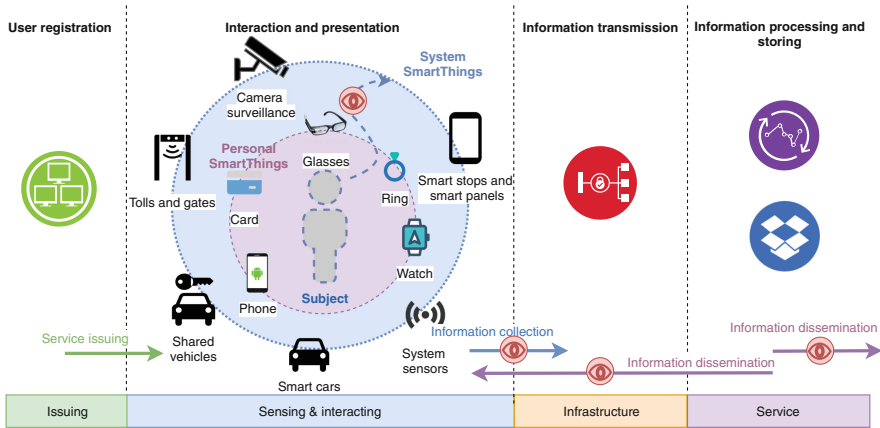 User registration
Interaction and presentation
Information transmission
Information processing and
storing
System
SmartThings
Camera
surveillance
Personal
SmartThings
Glasses
Tolls and gates
Card
Ring
Smart stops and
smart panels
Watch
Phone
Subject
Shared
vehicles
Smart cars
System
sensors
Service issuing
Information collection
Information dissemination
Information dissemination
Issuing
Sensing & interacting
Infrastructure
Service